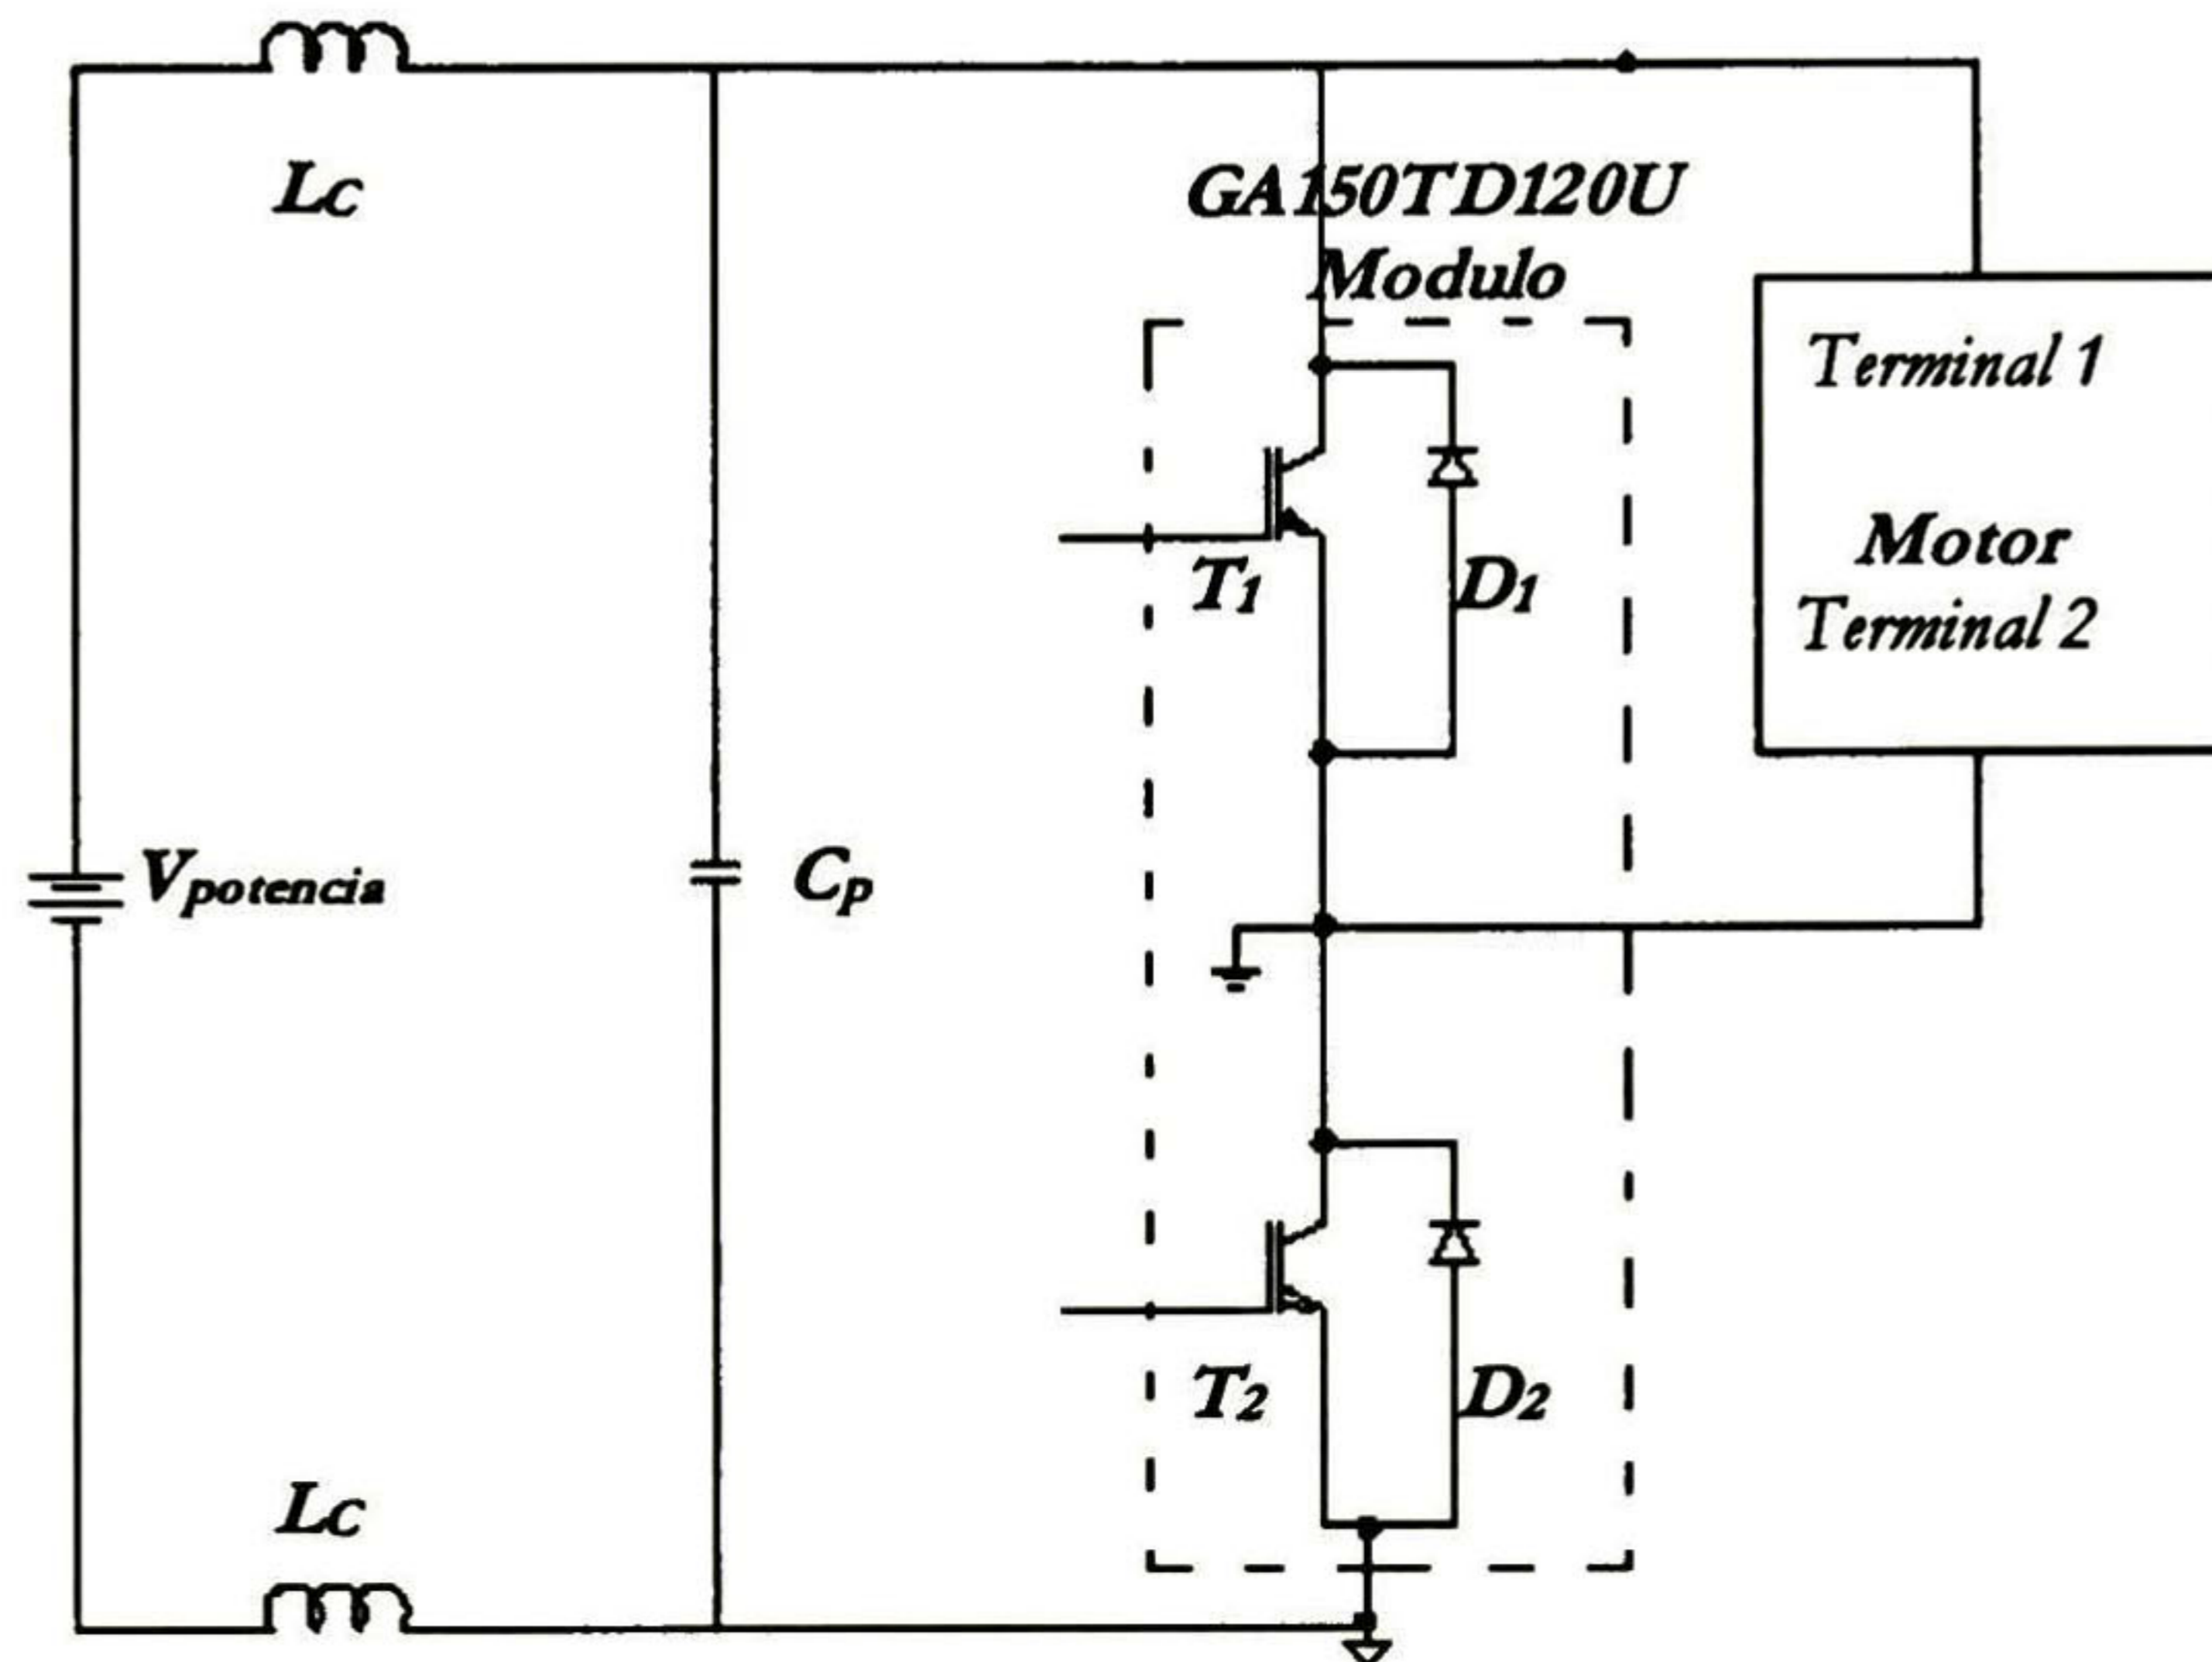 Lc
GA150TD120U
Modulo
Terminal 1
Motor
Terminal 2
T1
D1
Vpotencia
Cp
T2
D2
Lc